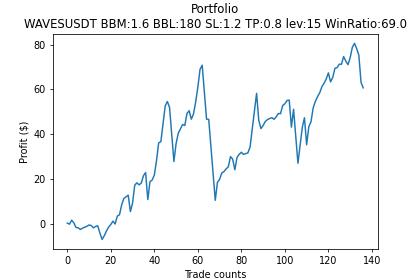 Portfolio
WAVESUSDT BBM:1.6 BBL:180 SL:1.2 TP:0.8 lev:15 WinRatio:69.0
80
60
40
20
0
Profit ($)
0 20 40 60 80 100 120 140
Trade counts